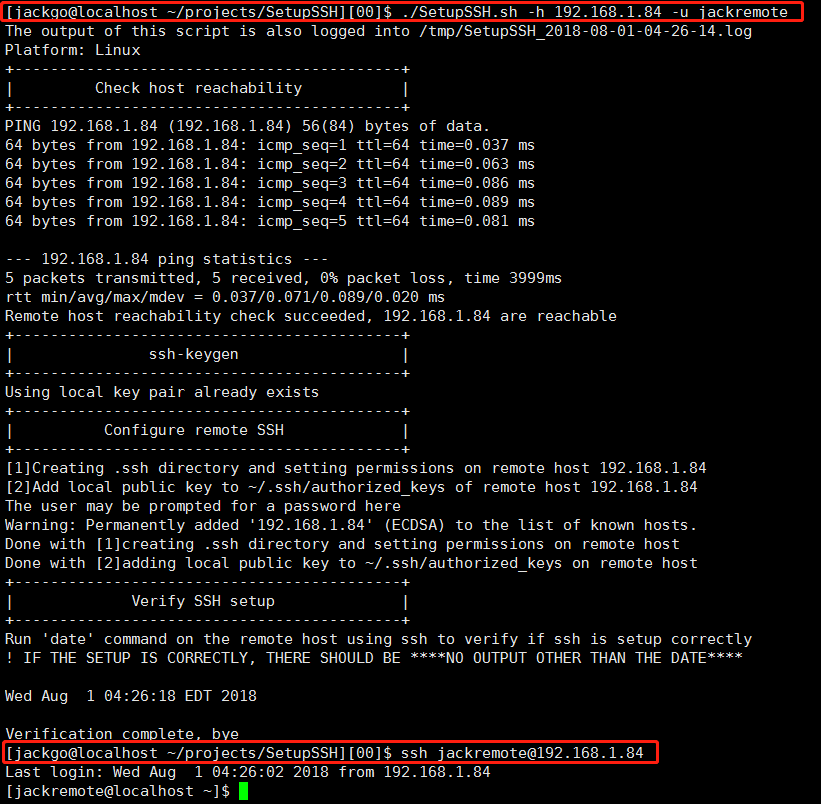 [jackgo@localhost ~/projects/SetupSSH][00]$ ./SetupSSH.sh -h 192.168.1.84 -u jackremote
The output of this script is also logged into /tmp/SetupSSH_2018-08-01-04-26-14.log
Platform: Linux
+-------------------------------------------+
|         Check host reachability           |
+-------------------------------------------+
PING 192.168.1.84 (192.168.1.84) 56(84) bytes of data.
64 bytes from 192.168.1.84: icmp_seq=1 ttl=64 time=0.037 ms
64 bytes from 192.168.1.84: icmp_seq=2 ttl=64 time=0.063 ms
64 bytes from 192.168.1.84: icmp_seq=3 ttl=64 time=0.086 ms
64 bytes from 192.168.1.84: icmp_seq=4 ttl=64 time=0.089 ms
64 bytes from 192.168.1.84: icmp_seq=5 ttl=64 time=0.081 ms

--- 192.168.1.84 ping statistics ---
5 packets transmitted, 5 received, 0% packet loss, time 3999ms
rtt min/avg/max/mdev = 0.037/0.071/0.089/0.020 ms
Remote host reachability check succeeded, 192.168.1.84 are reachable
+-------------------------------------------+
|               ssh-keygen                  |
+-------------------------------------------+
Using local key pair already exists
+-------------------------------------------+
|          Configure remote SSH             |
+-------------------------------------------+
[1]Creating .ssh directory and setting permissions on remote host 192.168.1.84
[2]Add local public key to ~/.ssh/authorized_keys of remote host 192.168.1.84
The user may be prompted for a password here
Warning: Permanently added '192.168.1.84' (ECDSA) to the list of known hosts.
Done with [1]creating .ssh directory and setting permissions on remote host
Done with [2]adding local public key to ~/.ssh/authorized_keys on remote host
+-------------------------------------------+
|             Verify SSH setup              |
+-------------------------------------------+
Run 'date' command on the remote host using ssh to verify if ssh is setup correctly
! IF THE SETUP IS CORRECTLY, THERE SHOULD BE ****NO OUTPUT OTHER THAN THE DATE****

Wed Aug  1 04:26:18 EDT 2018

Verification complete, bye
[jackgo@localhost ~/projects/SetupSSH][00]$ ssh jackremote@192.168.1.84
Last login: Wed Aug  1 04:26:02 2018 from 192.168.1.84
[jackremote@localhost ~]$